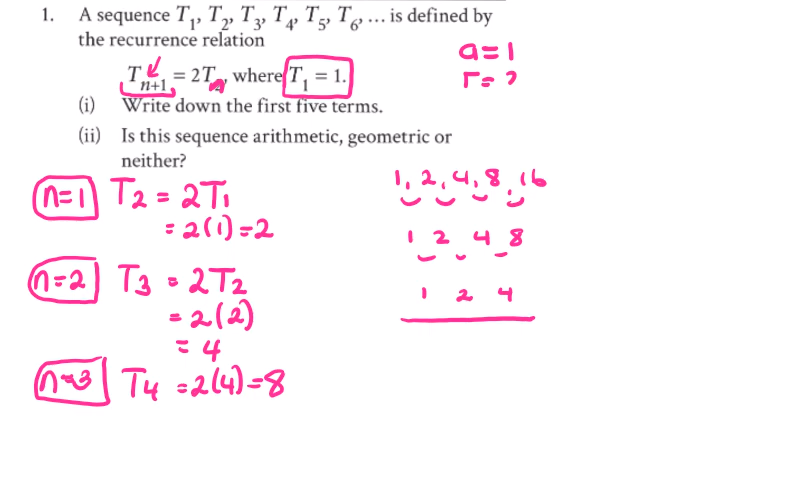 1. A sequence T₁, T₂, T₃, T₄, T₅, T₆, ... is defined by
the recurrence relation
Tₙ₊₁ = 2Tₙ, where T₁ = 1.
a = 1
r = 2
(i) Write down the first five terms.
(ii) Is this sequence arithmetic, geometric or
neither?
n=1 T2 = 2T1
= 2(1) = 2
n=2 T3 = 2T2
= 2(2)
= 4
n=3 T4 = 2(4) = 8
1, 2, 4, 8, 16
1 2 4 8
1 2 4